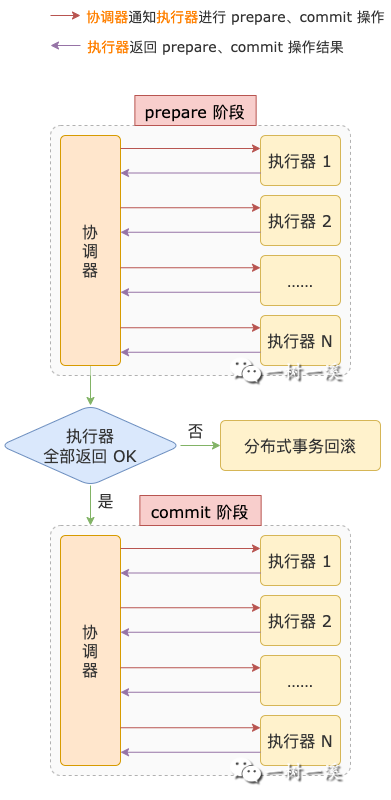 协调器通知执行器进行 prepare、commit 操作
执行器返回 prepare、commit 操作结果
prepare 阶段
协调器
执行器 1
执行器 2
......
执行器 N
一树一溪
执行器
全部返回 OK
否
分布式事务回滚
是
commit 阶段
协调器
执行器 1
执行器 2
......
执行器 N
一树一溪